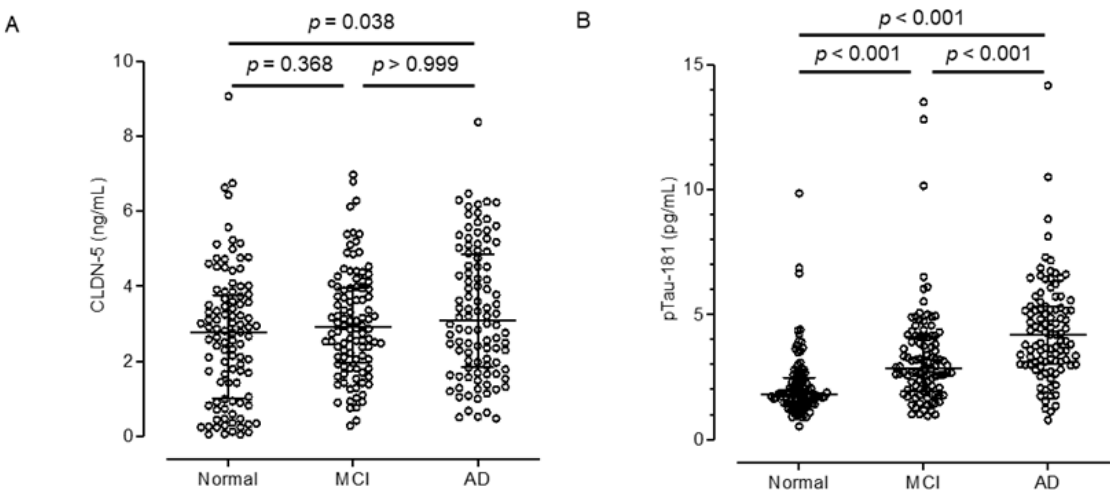 A
p = 0.038
p = 0.368
p > 0.999
10
8
6
4
2
0
CLDN-5 (ng/mL)
Normal
MCI
AD
B
p < 0.001
p < 0.001
p < 0.001
15
10
5
0
pTau-181 (pg/mL)
Normal
MCI
AD